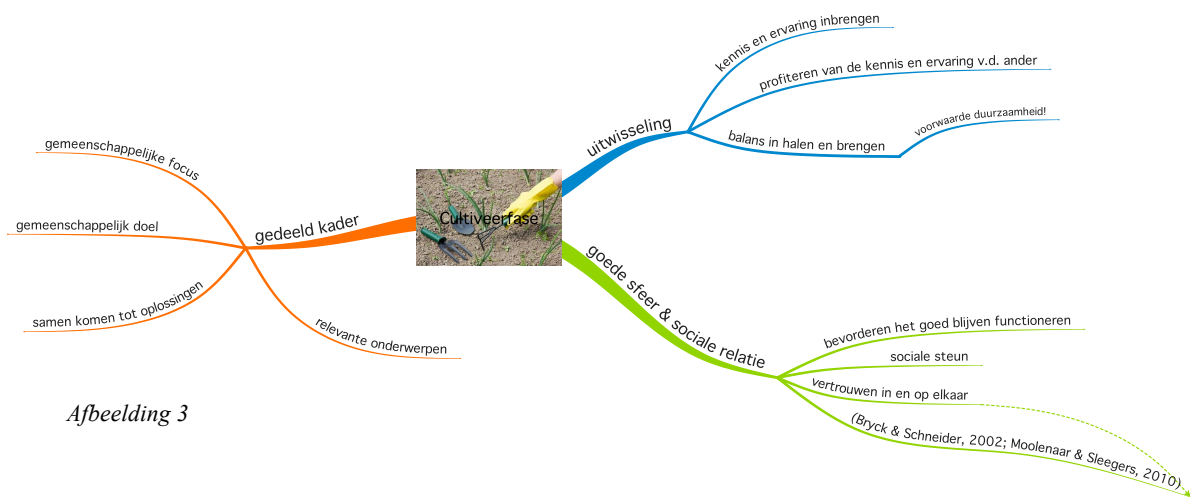 Cultiveerfase
uitwisseling
kennis en ervaring inbrengen
profiteren van de kennis en ervaring v.d. ander
balans in halen en brengen
voorwaarde duurzaamheid!
goede sfeer & sociale relatie
bevorderen het goed blijven functioneren
sociale steun
vertrouwen in en op elkaar
(Bryck & Schneider, 2002; Moolenaar & Sleegers, 2010)
gedeeld kader
gemeenschappelijke focus
gemeenschappelijk doel
samen komen tot oplossingen
relevante onderwerpen
Afbeelding 3